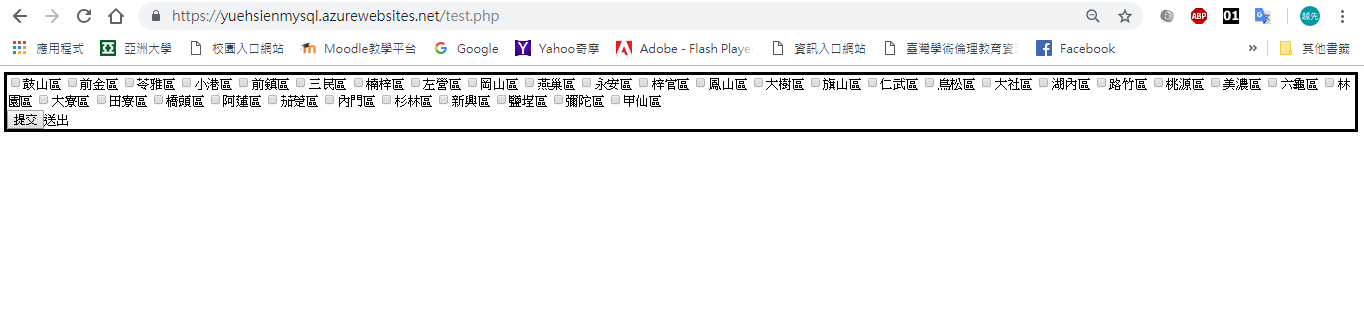 https://yuehsienmysql.azurewebsites.net/test.php ABP 01 越先
應用程式 亞洲大學 校園入口網站 Moodle教學平台 Google Yahoo奇摩 Adobe - Flash Playe 資訊入口網站 臺灣學術倫理教育資 Facebook » 其他書籤
鼓山區 前金區 苓雅區 小港區 前鎮區 三民區 楠梓區 左營區 岡山區 燕巢區 永安區 梓官區 鳳山區 大樹區 旗山區 仁武區 鳥松區 大社區 湖內區 路竹區 桃源區 美濃區 六龜區 林
園區 大寮區 田寮區 橋頭區 阿蓮區 茄萣區 內門區 杉林區 新興區 鹽埕區 彌陀區 甲仙區
提交送出